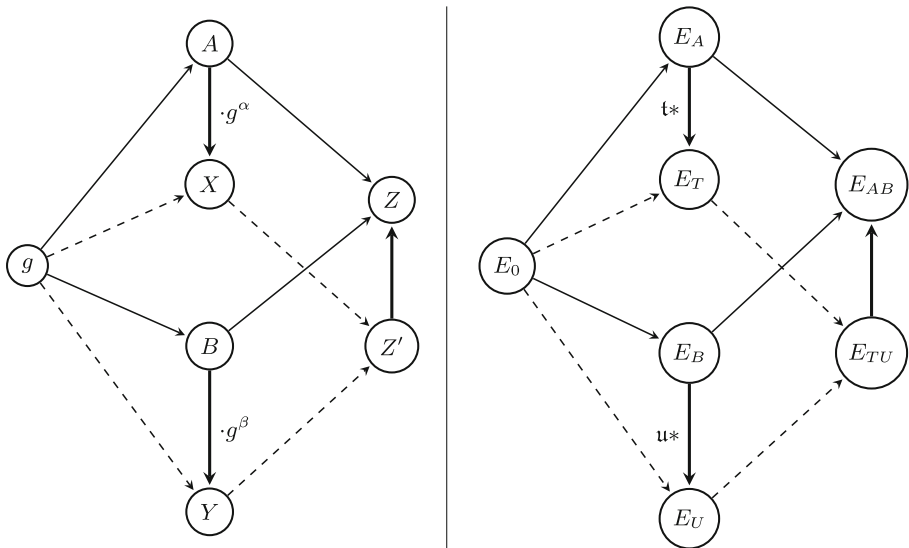 A
·g^α
X
Z
g
B
Z′
·g^β
Y
E_A
𝔱∗
E_T
E_AB
E_0
E_B
E_TU
𝔲∗
E_U